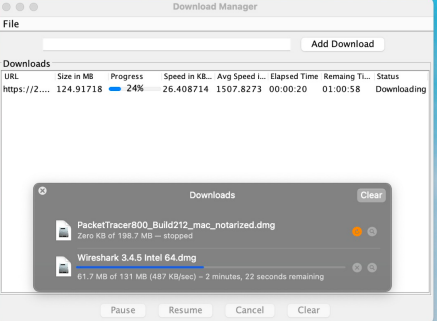 Download Manager
File
Add Download
Downloads
URL Size in MB Progress Speed in KB... Avg Speed i... Elapsed Time Remaing Ti... Status
https://2.... 124.91718 24% 26.408714 1507.8273 00:00:20 01:00:58 Downloading
Downloads Clear
PacketTracer800_Build212_mac_notarized.dmg
Zero KB of 198.7 MB — stopped
Wireshark 3.4.5 Intel 64.dmg
61.7 MB of 131 MB (487 KB/sec) – 2 minutes, 22 seconds remaining
Pause Resume Cancel Clear